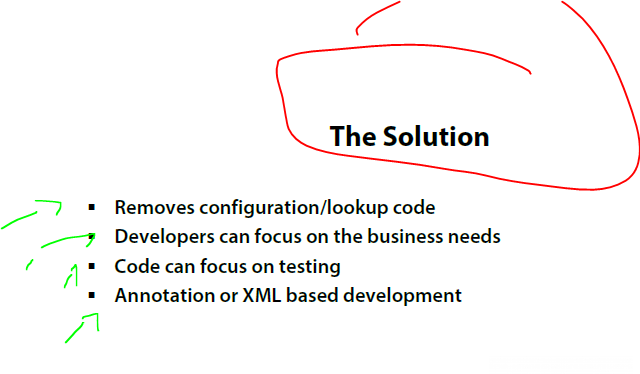 The Solution
▪ Removes configuration/lookup code
▪ Developers can focus on the business needs
▪ Code can focus on testing
▪ Annotation or XML based development